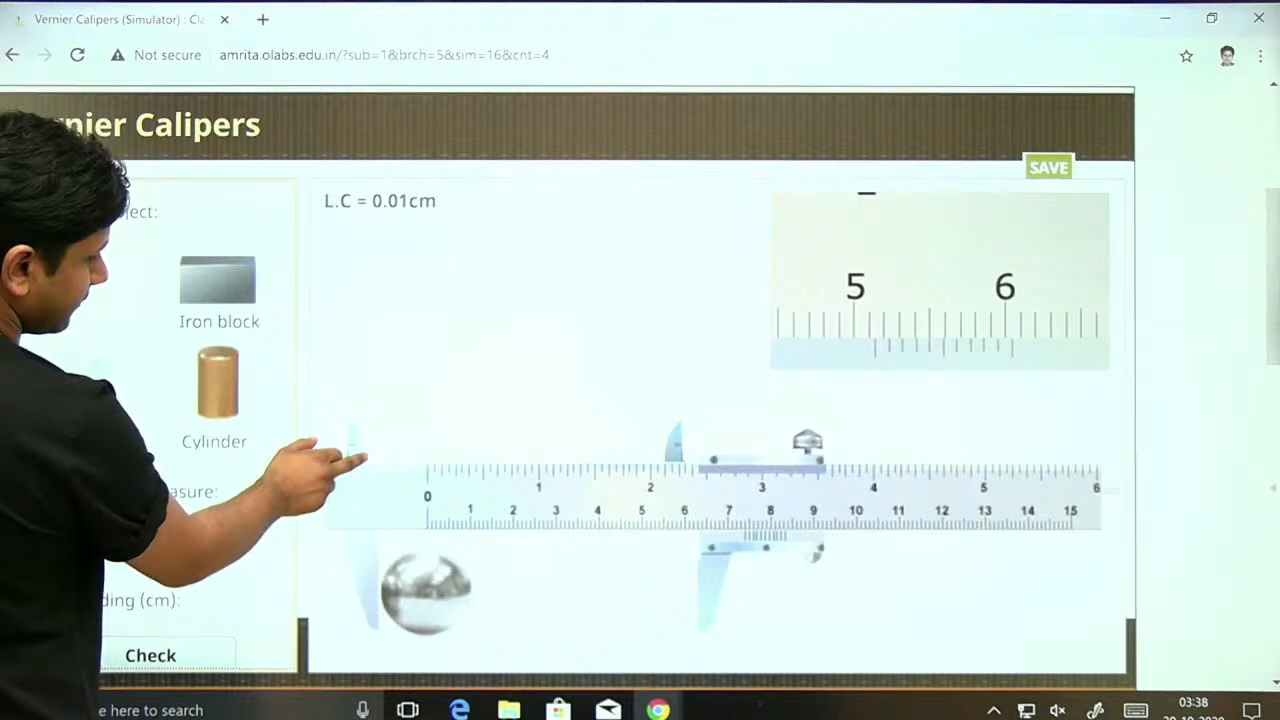 Vernier Calipers (Simulator) : Cla
Not secure
amrita.olabs.edu.in/?sub=1&brch=5&sim=16&cnt=4
nier Calipers
SAVE
ject:
L.C = 0.01cm
5 6
Iron block
Cylinder
asure:
0 1 2 3 4 5 6
1 2 3 4 5 6 7 8 9 10 11 12 13 14 15
ding (cm):
Check
e here to search
03:38